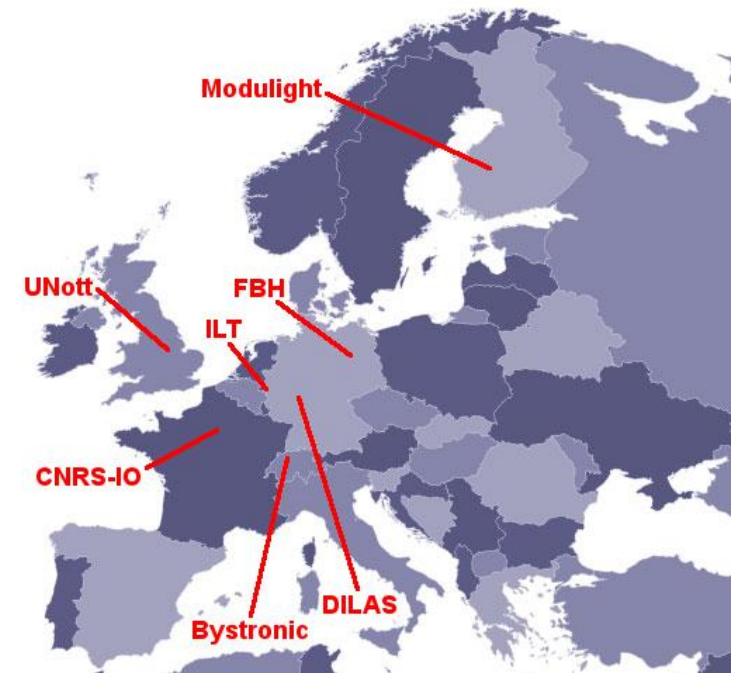 Modulight
UNott
FBH
ILT
CNRS-IO
DILAS
Bystronic